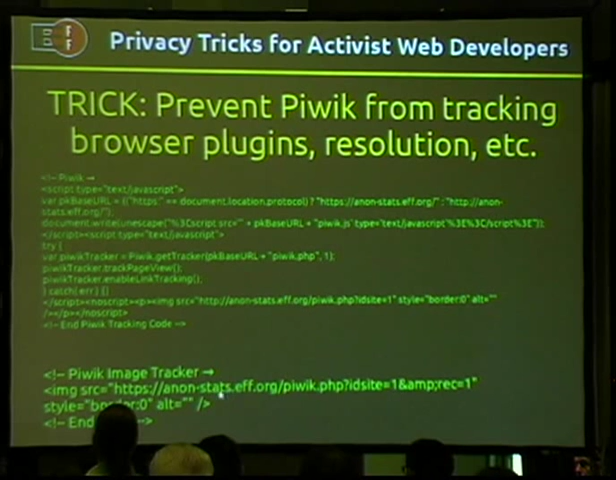 E
F
F
Privacy Tricks for Activist Web Developers
TRICK: Prevent Piwik from tracking
browser plugins, resolution, etc.
<!– Piwik →
<script type="text/javascript">
var pkBaseURL = (("https:" == document.location.protocol) ? "https://anon-stats.eff.org/" : "http://anon-
stats.eff.org/");
document.write(unescape("%3Cscript src='" + pkBaseURL + "piwik.js' type='text/javascript'%3E%3C/script%3E"));
</script><script type="text/javascript">
try {
var piwikTracker = Piwik.getTracker(pkBaseURL + "piwik.php", 1);
piwikTracker.trackPageView();
piwikTracker.enableLinkTracking();
} catch( err ) {}
</script><noscript><p><img src="http://anon-stats.eff.org/piwik.php?idsite=1" style="border:0" alt=""
/></p></noscript>
<!– End Piwik Tracking Code –>
<!– Piwik Image Tracker →
<img src="https://anon-stats.eff.org/piwik.php?idsite=1&amp;rec=1"
style="border:0" alt="" />
<!– End –>